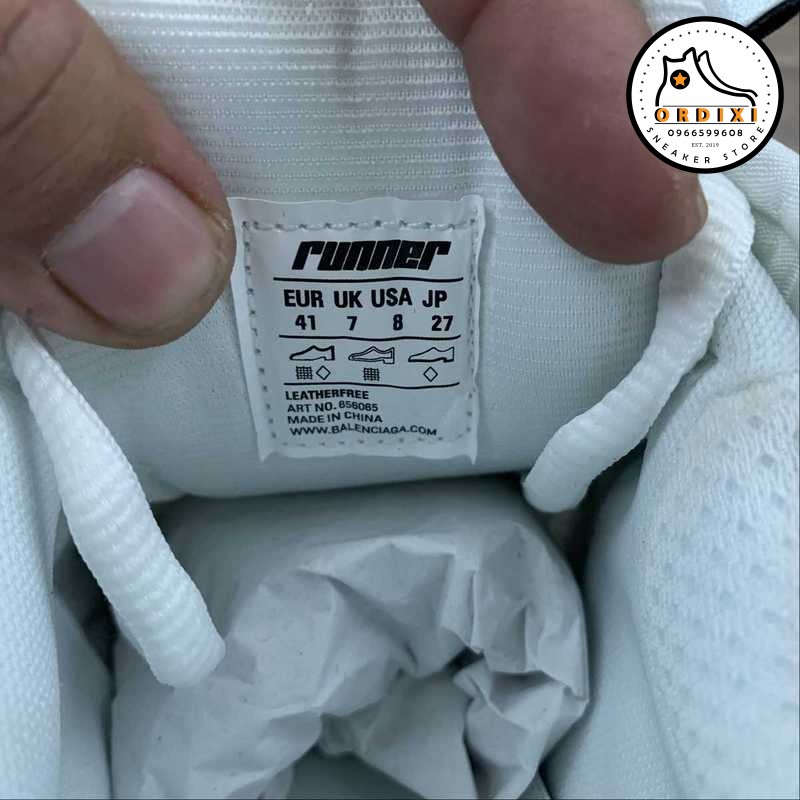 ORDIXI
0966599608
EST. 2019
SNEAKER STORE
runner
EUR UK USA JP
41 7 8 27
LEATHERFREE
ART NO. 656065
MADE IN CHINA
WWW.BALENCIAGA.COM